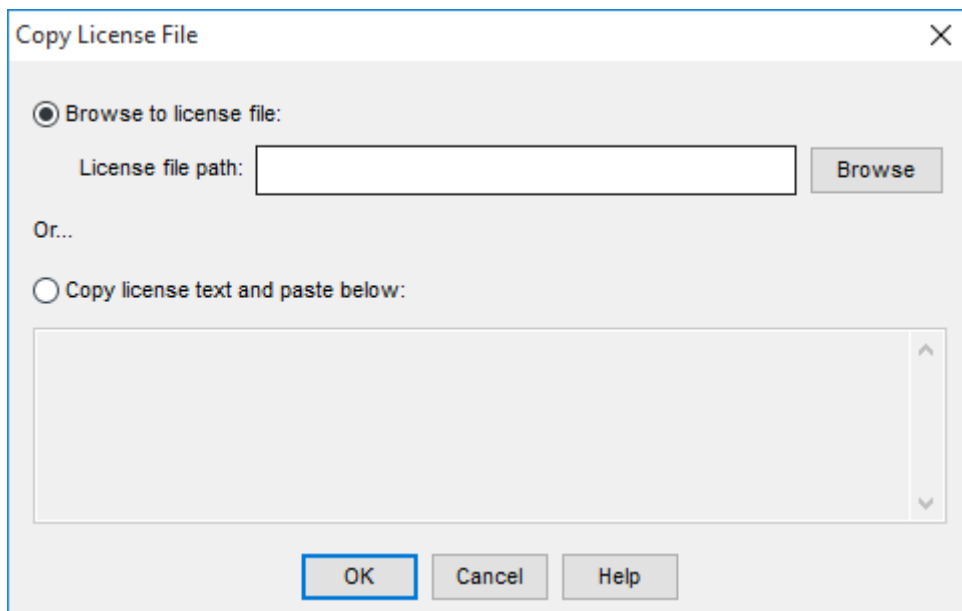 Copy License File
Browse to license file:
License file path:
Browse
Or...
Copy license text and paste below:
OK
Cancel
Help